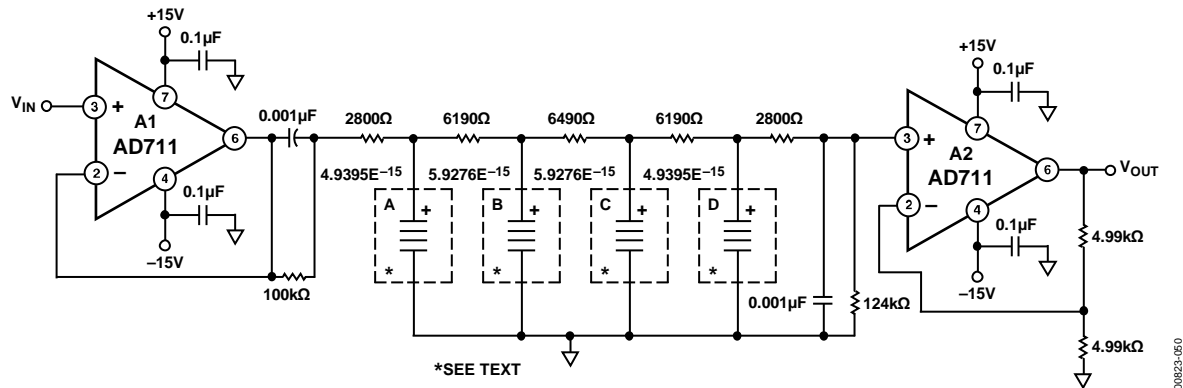 +15V
0.1µF
VIN
3
+
7
A1
AD711
6
2
–
4
0.1µF
–15V
0.001µF
100kΩ
2800Ω
6190Ω
6490Ω
6190Ω
2800Ω
4.9395E–15
5.9276E–15
5.9276E–15
4.9395E–15
A
+
*
B
+
*
C
+
*
D
+
*
0.001µF
124kΩ
*SEE TEXT
+15V
0.1µF
3
+
7
A2
AD711
6
VOUT
2
–
4
0.1µF
–15V
4.99kΩ
4.99kΩ
00823-050